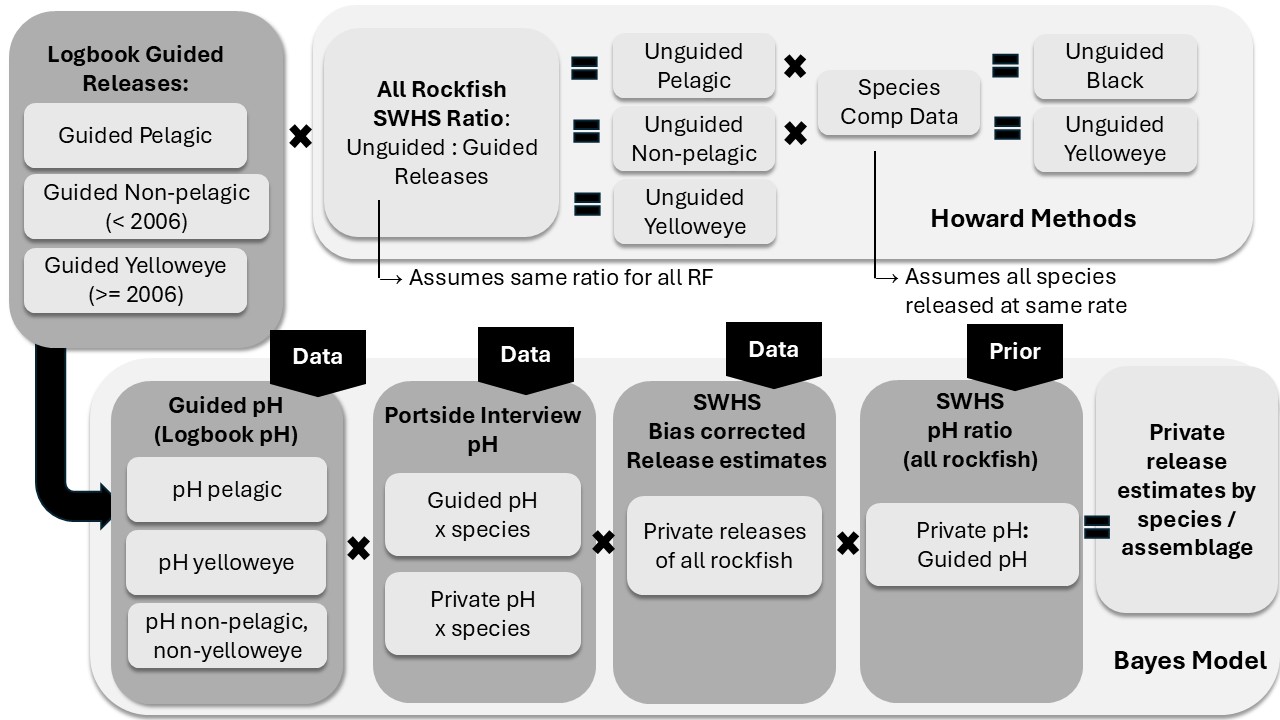 Logbook Guided
Releases:
Guided Pelagic
Guided Non-pelagic
(< 2006)
Guided Yelloweye
(>= 2006)
All Rockfish
SWHS Ratio:
Unguided : Guided
Releases
Unguided
Pelagic
Unguided
Non-pelagic
Unguided
Yelloweye
Species
Comp Data
Unguided
Black
Unguided
Yelloweye
Howard Methods
→ Assumes same ratio for all RF
→ Assumes all species
released at same rate
Data
Data
Data
Prior
Guided pH
(Logbook pH)
pH pelagic
pH yelloweye
pH non-pelagic,
non-yelloweye
Portside Interview
pH
Guided pH
x species
Private pH
x species
SWHS
Bias corrected
Release estimates
Private releases
of all rockfish
SWHS
pH ratio
(all rockfish)
Private pH:
Guided pH
Private
release
estimates by
species /
assemblage
Bayes Model